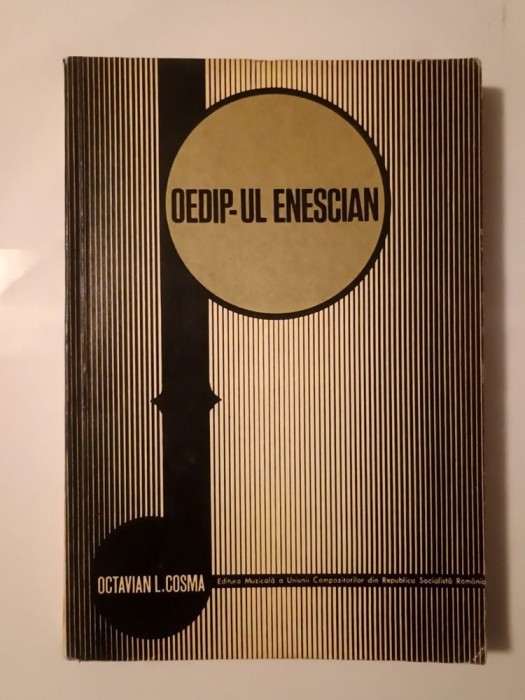 OEDIP-UL ENESCIAN
OCTAVIAN L. COSMA
Editura Muzicală a Uniunii Compozitorilor din Republica Socialistă România